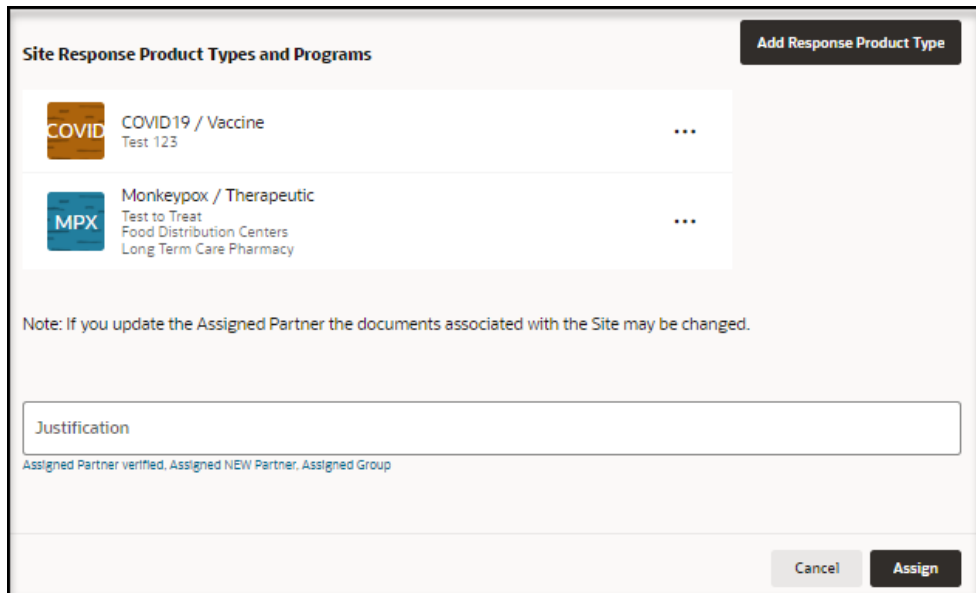 Add Response Product Type
Site Response Product Types and Programs
COVID
COVID19 / Vaccine
Test 123
MPX
Monkeypox / Therapeutic
Test to Treat
Food Distribution Centers
Long Term Care Pharmacy
Note: If you update the Assigned Partner the documents associated with the Site may be changed.
Justification
Assigned Partner verified, Assigned NEW Partner, Assigned Group
Cancel
Assign